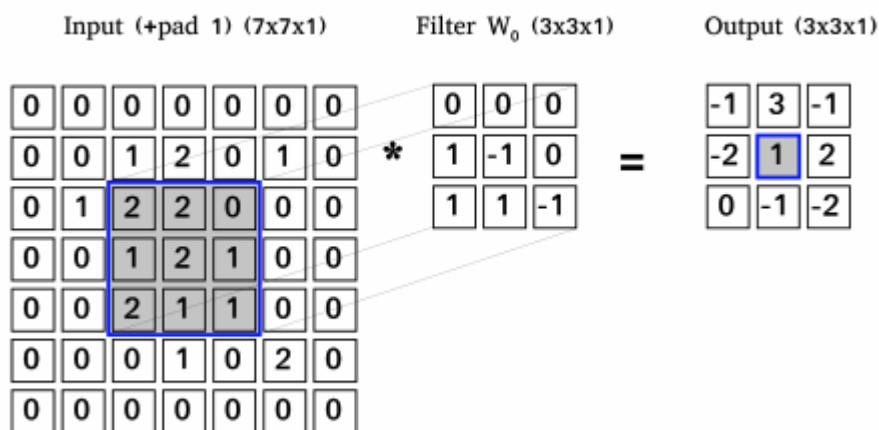 Input (+pad 1) (7x7x1) Filter W₀ (3x3x1) Output (3x3x1)
0 0 0 0 0 0 0 0 0 0 -1 3 -1
0 0 1 2 0 1 0 * 1 -1 0 = -2 1 2
0 1 2 2 0 0 0 1 1 -1 0 -1 -2
0 0 1 2 1 0 0
0 0 2 1 1 0 0
0 0 0 1 0 2 0
0 0 0 0 0 0 0